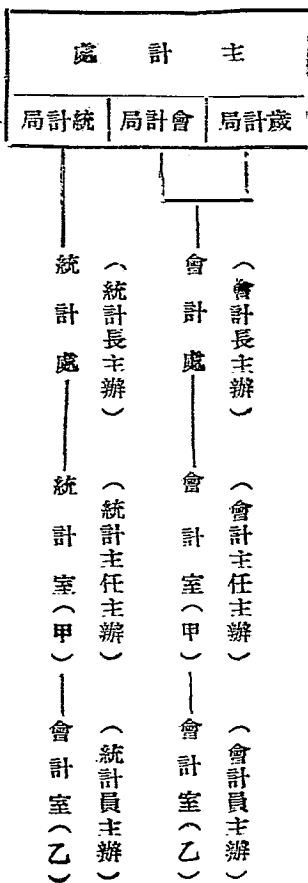 主計處
歲計局
會計局
統計局
（會計長主辦）
（會計主任主辦）
（會計員主辦）
會計處
會計室（甲）
會計室（乙）
（統計長主辦）
（統計主任主辦）
（統計員主辦）
統計處
統計室（甲）
會計室（乙）